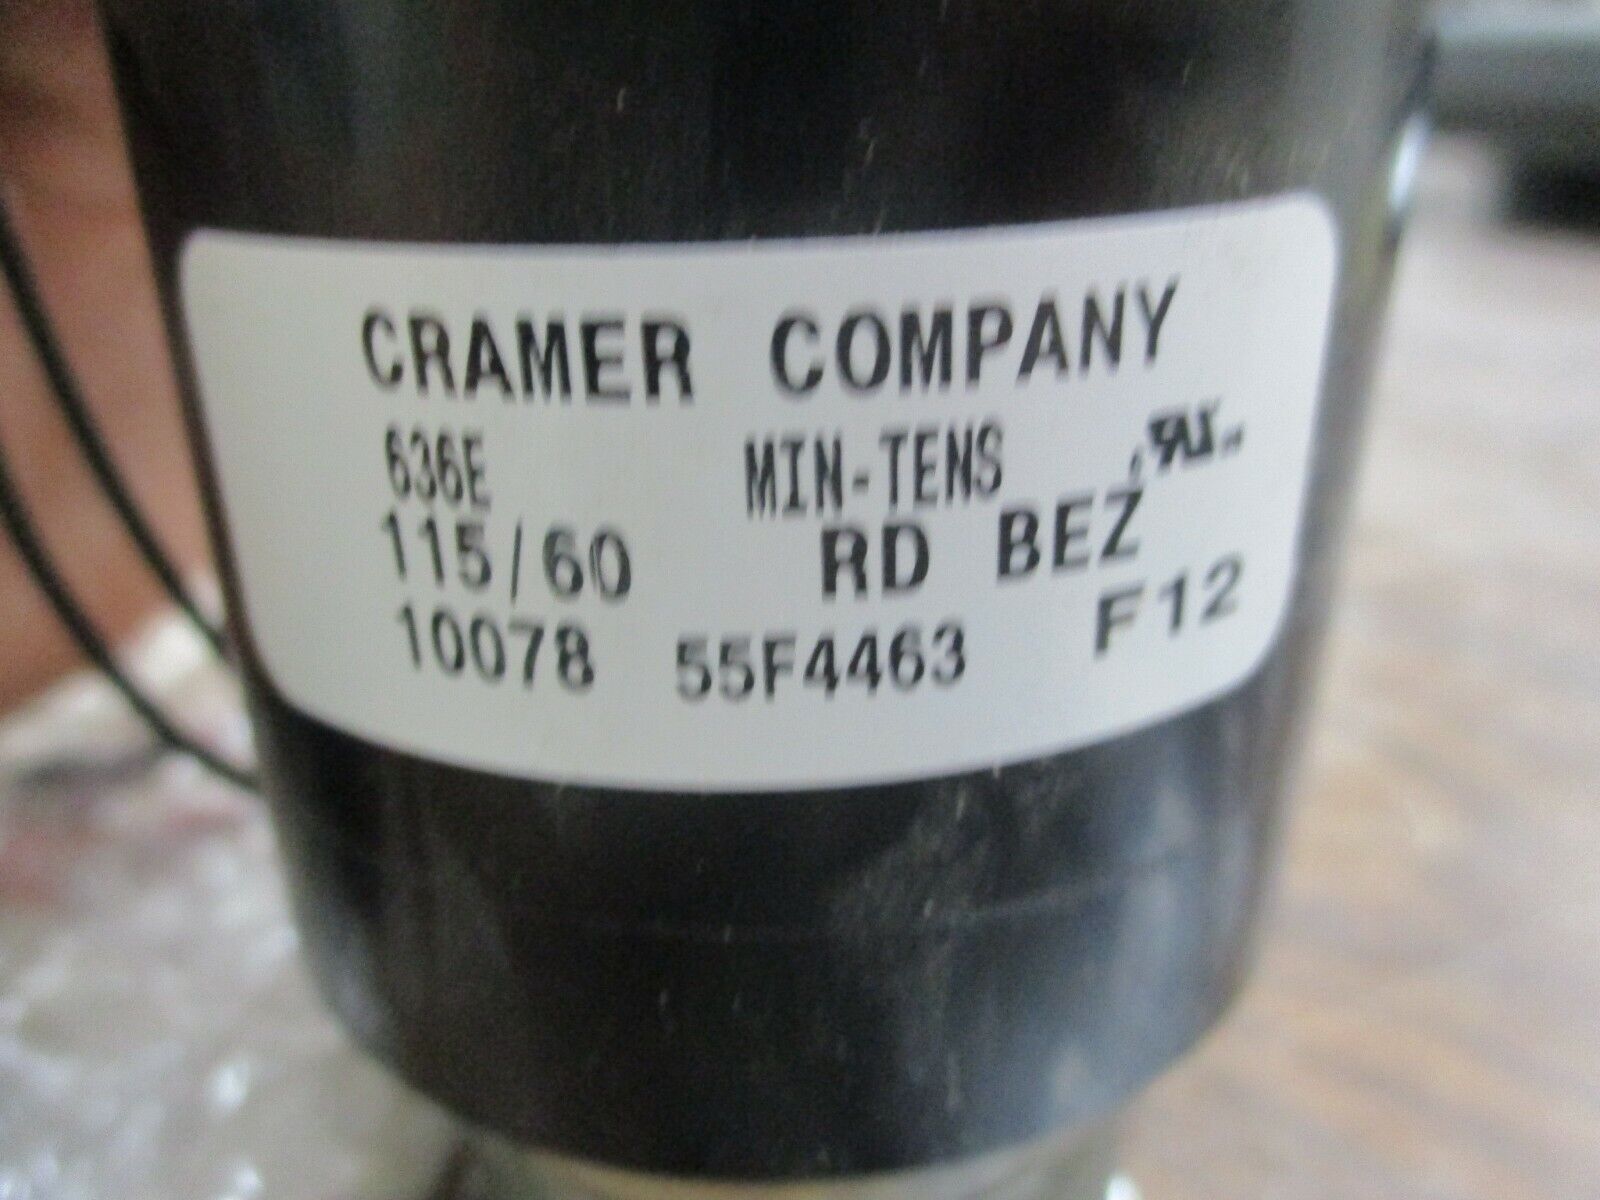 CRAMER COMPANY
636E MIN-TENS
115/60 RD BEZ
10078 55F4463 F12